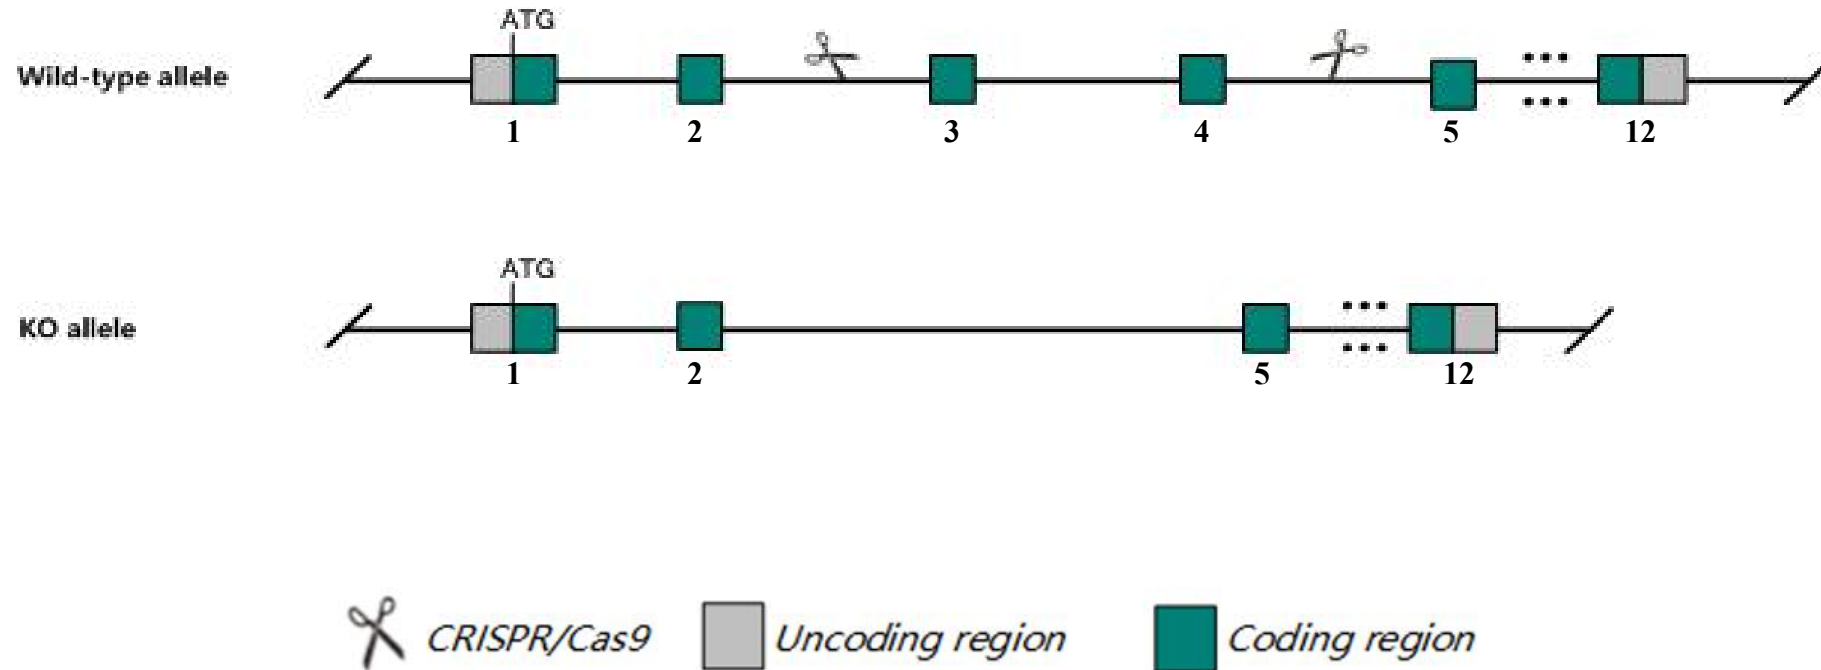 ATG
Wild-type allele
1 2 3 4 5 12
ATG
KO allele
1 2 5 12
CRISPR/Cas9 Uncoding region Coding region